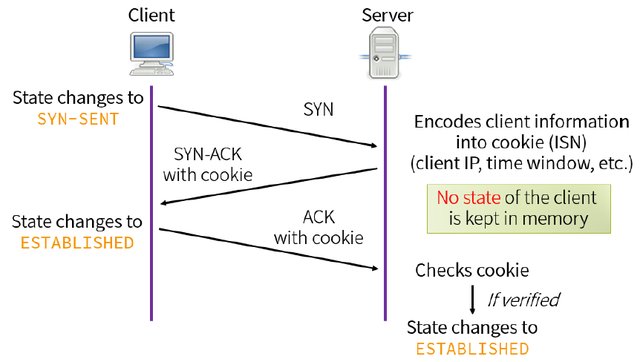 Client
Server
State changes to
SYN-SENT
SYN
Encodes client information
into cookie (ISN)
(client IP, time window, etc.)
SYN-ACK
with cookie
No state of the client
is kept in memory
State changes to
ESTABLISHED
ACK
with cookie
Checks cookie
If verified
State changes to
ESTABLISHED